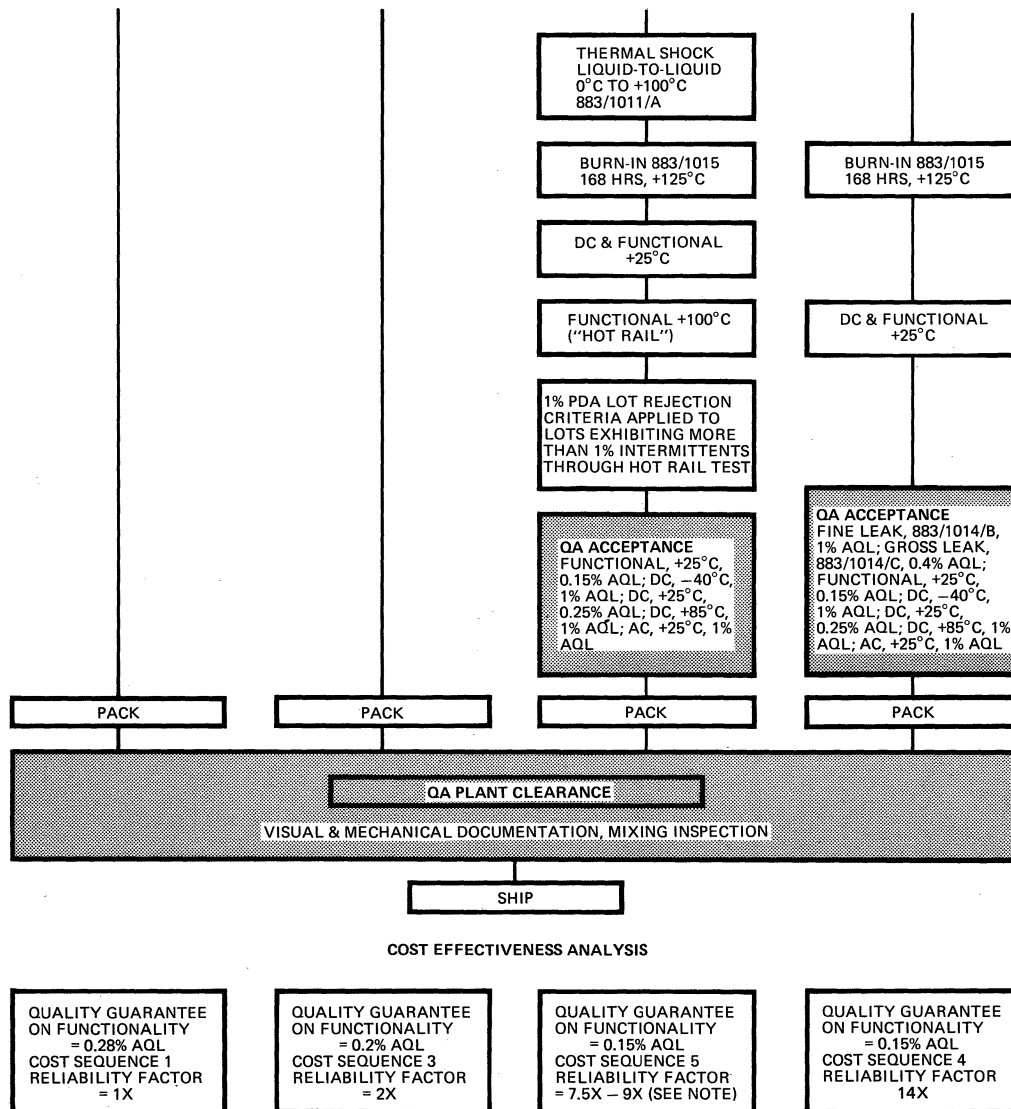 THERMAL SHOCK
LIQUID-TO-LIQUID
0°C TO +100°C
883/1011/A
BURN-IN 883/1015
168 HRS, +125°C
BURN-IN 883/1015
168 HRS, +125°C
DC & FUNCTIONAL
+25°C
FUNCTIONAL +100°C
("HOT RAIL")
DC & FUNCTIONAL
+25°C
1% PDA LOT REJECTION
CRITERIA APPLIED TO
LOTS EXHIBITING MORE
THAN 1% INTERMITTENTS
THROUGH HOT RAIL TEST
QA ACCEPTANCE
FUNCTIONAL, +25°C,
0.15% AQL; DC, −40°C,
1% AQL; DC, +25°C,
0.25% AQL; DC, +85°C,
1% AQL; AC, +25°C, 1%
AQL
QA ACCEPTANCE
FINE LEAK, 883/1014/B,
1% AQL; GROSS LEAK,
883/1014/C, 0.4% AQL;
FUNCTIONAL, +25°C,
0.15% AQL; DC, −40°C,
1% AQL; DC, +25°C,
0.25% AQL; DC, +85°C, 1%
AQL; AC, +25°C, 1% AQL
PACK
PACK
PACK
PACK
QA PLANT CLEARANCE
VISUAL & MECHANICAL DOCUMENTATION, MIXING INSPECTION
SHIP
COST EFFECTIVENESS ANALYSIS
QUALITY GUARANTEE
ON FUNCTIONALITY
= 0.28% AQL
COST SEQUENCE 1
RELIABILITY FACTOR
= 1X
QUALITY GUARANTEE
ON FUNCTIONALITY
= 0.2% AQL
COST SEQUENCE 3
RELIABILITY FACTOR
= 2X
QUALITY GUARANTEE
ON FUNCTIONALITY
= 0.15% AQL
COST SEQUENCE 5
RELIABILITY FACTOR
= 7.5X − 9X (SEE NOTE)
QUALITY GUARANTEE
ON FUNCTIONALITY
= 0.15% AQL
COST SEQUENCE 4
RELIABILITY FACTOR
14X